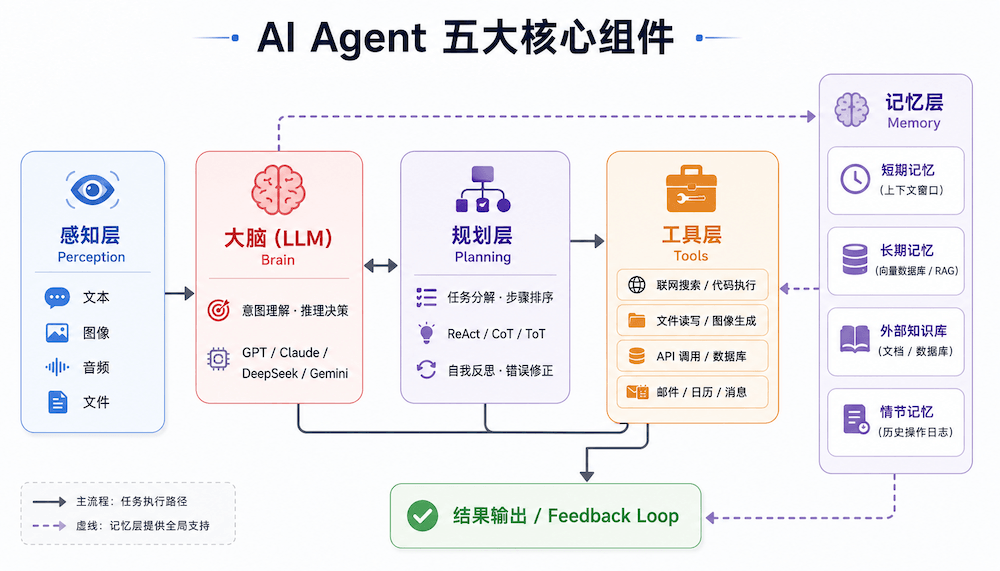 AI Agent 五大核心组件
感知层
Perception
文本
图像
音频
文件
大脑 (LLM)
Brain
意图理解 · 推理决策
GPT / Claude /
DeepSeek / Gemini
规划层
Planning
任务分解 · 步骤排序
ReAct / CoT / ToT
自我反思 · 错误修正
工具层
Tools
联网搜索 / 代码执行
文件读写 / 图像生成
API 调用 / 数据库
邮件 / 日历 / 消息
记忆层
Memory
短期记忆
(上下文窗口)
长期记忆
(向量数据库 / RAG)
外部知识库
(文档 / 数据库)
情节记忆
(历史操作日志)
主流程：任务执行路径
虚线：记忆层提供全局支持
结果输出 / Feedback Loop